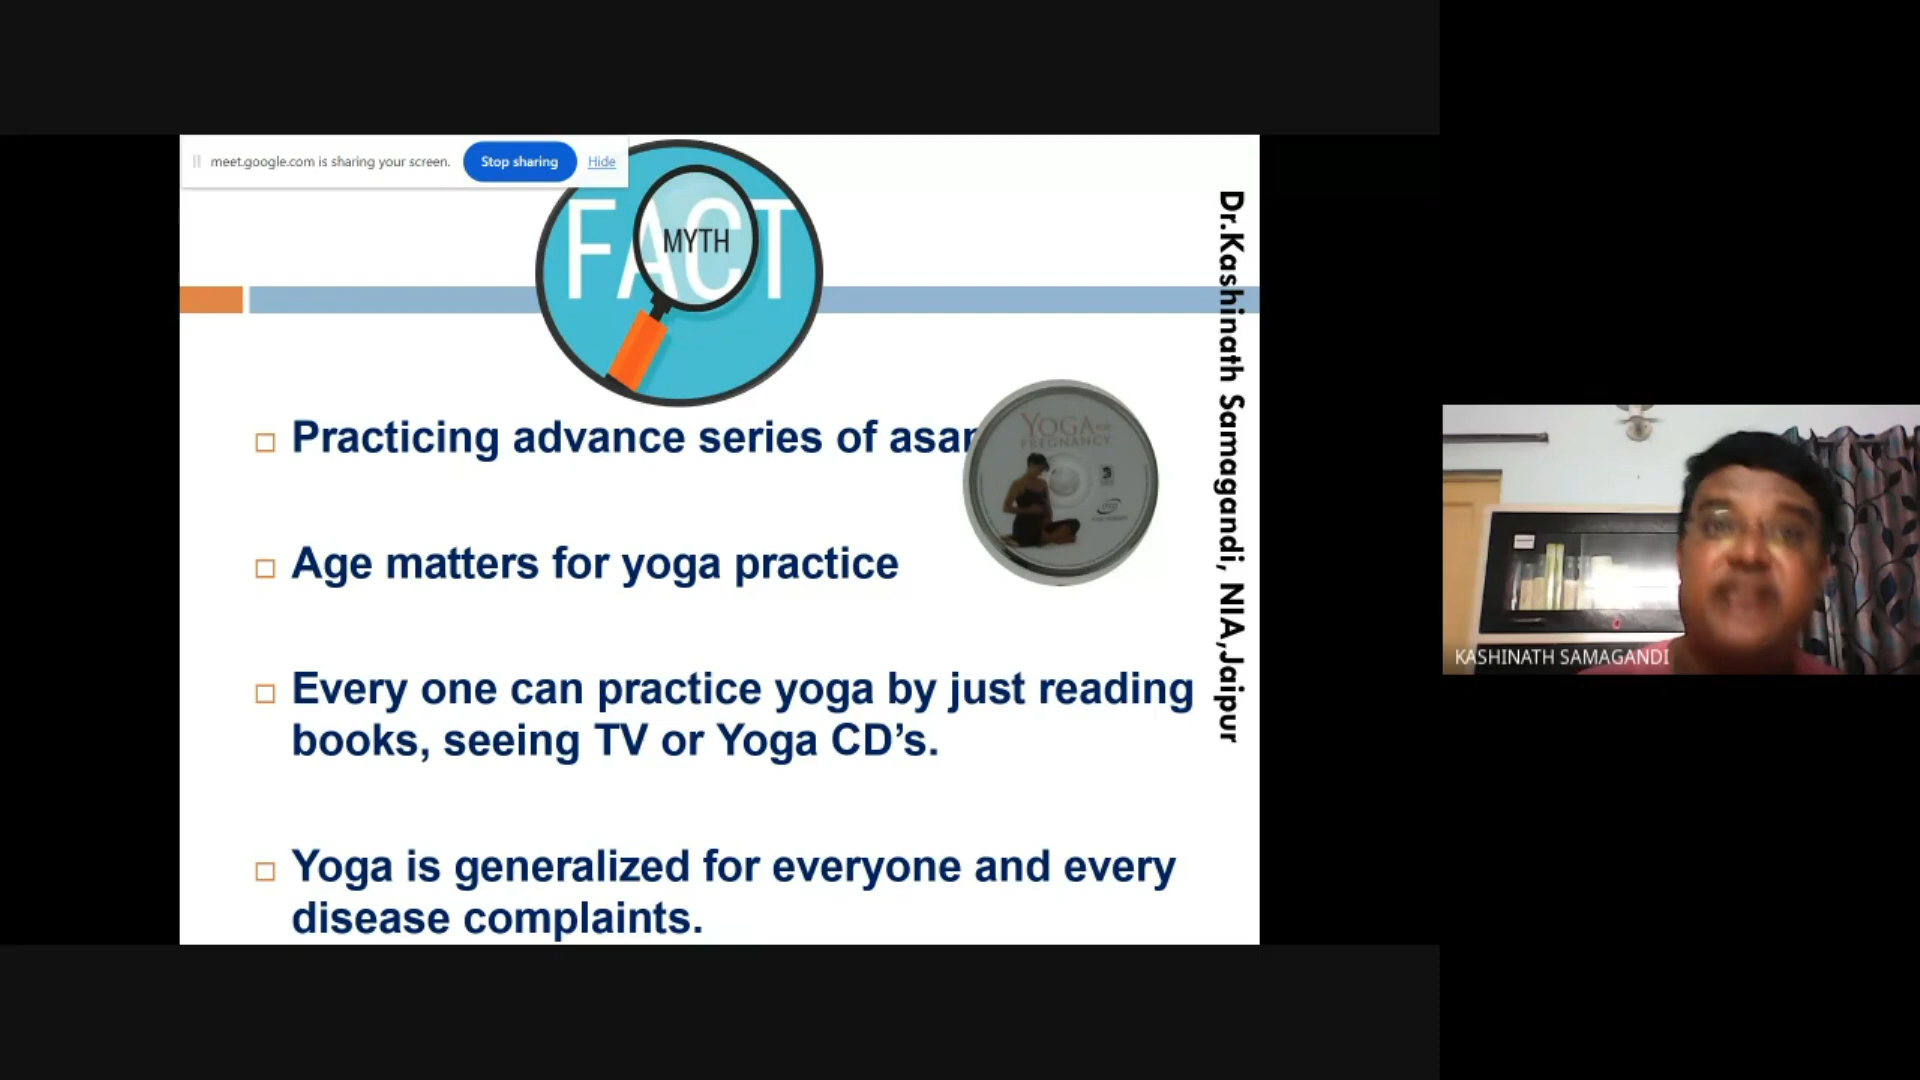 meet.google.com is sharing your screen.
Stop sharing
Hide
FACT
MYTH
Dr.Kashinath Samagandi, NIA,Jaipur
Practicing advance series of
YOGA
PREGNANCY
Age matters for yoga practice
Every one can practice yoga by just reading
books, seeing TV or Yoga CD’s.
Yoga is generalized for everyone and every
disease complaints.
KASHINATH SAMAGANDI